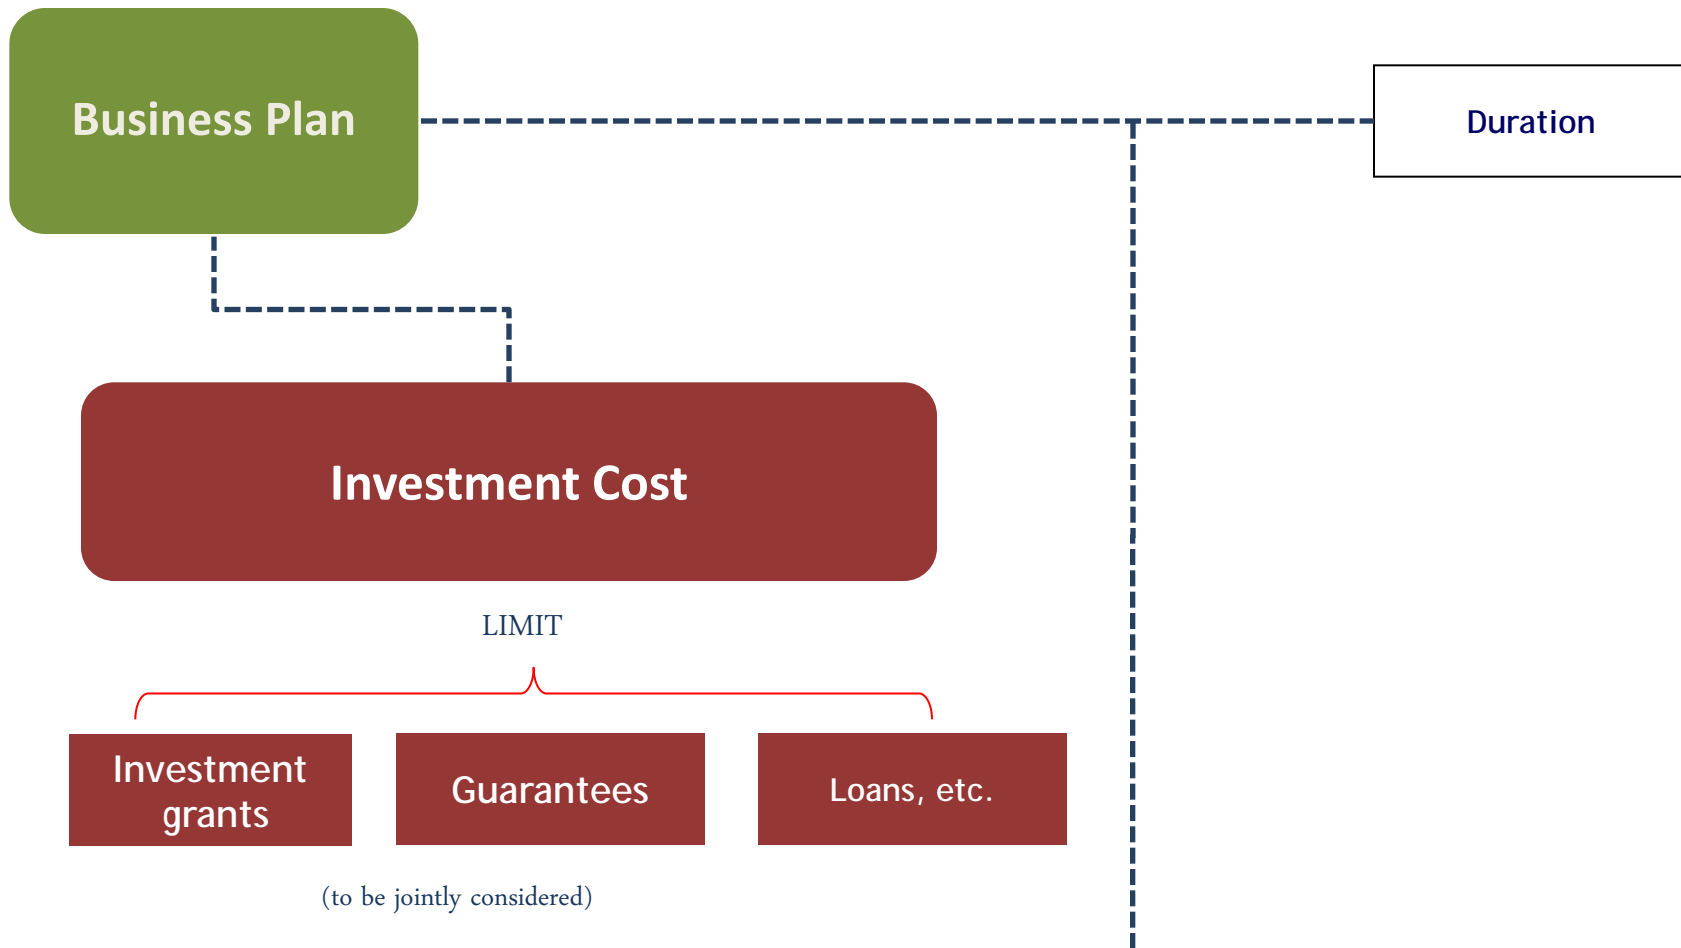 Business Plan
Duration
Investment Cost
LIMIT
Investment
grants
Guarantees
Loans, etc.
(to be jointly considered)